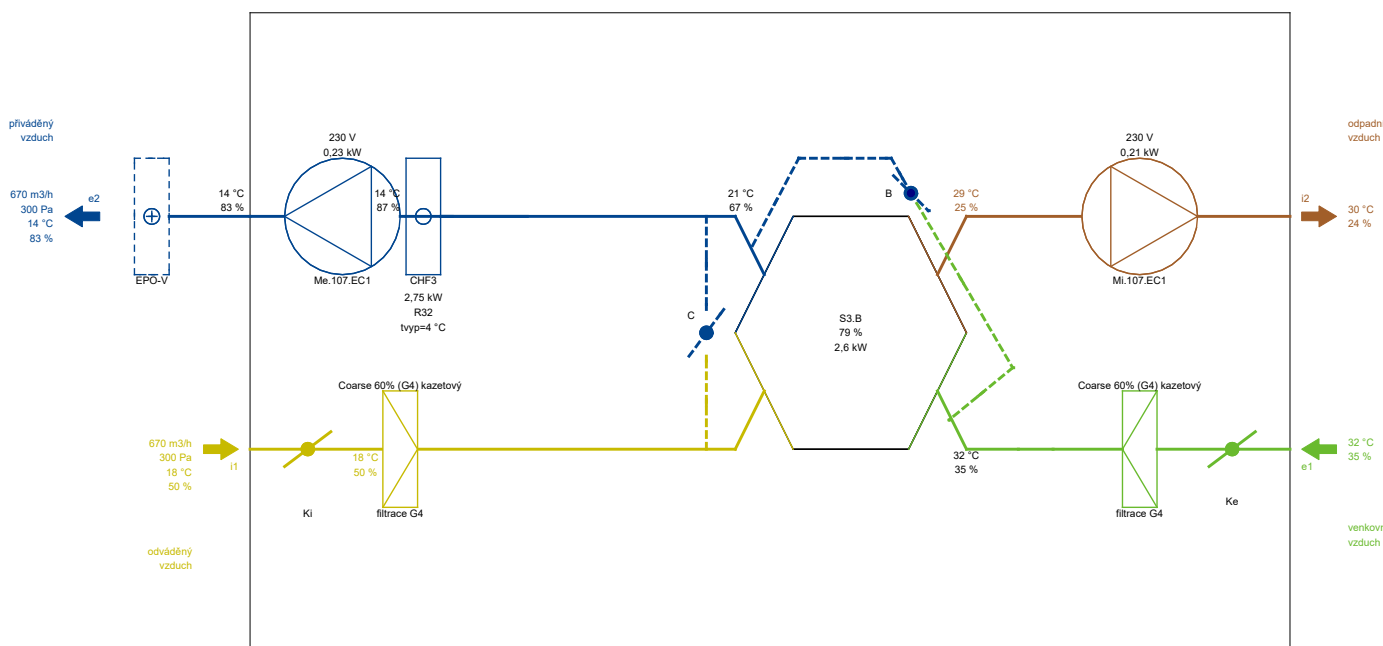 přiváděný
vzduch
670 m3/h
300 Pa
14 °C
83 %
e2
EPO-V
14 °C
83 %
230 V
0,23 kW
Me.107.EC1
14 °C
87 %
CHF3
2,75 kW
R32
tvyp=4 °C
21 °C
67 %
B
29 °C
25 %
230 V
0,21 kW
Mi.107.EC1
odpadn
vzduch
i2
30 °C
24 %
C
S3.B
79 %
2,6 kW
670 m3/h
300 Pa
18 °C
50 %
i1
odváděný
vzduch
Ki
18 °C
50 %
Coarse 60% (G4) kazetový
filtrace G4
32 °C
35 %
Coarse 60% (G4) kazetový
filtrace G4
Ke
32 °C
35 %
e1
venkovn
vzduch